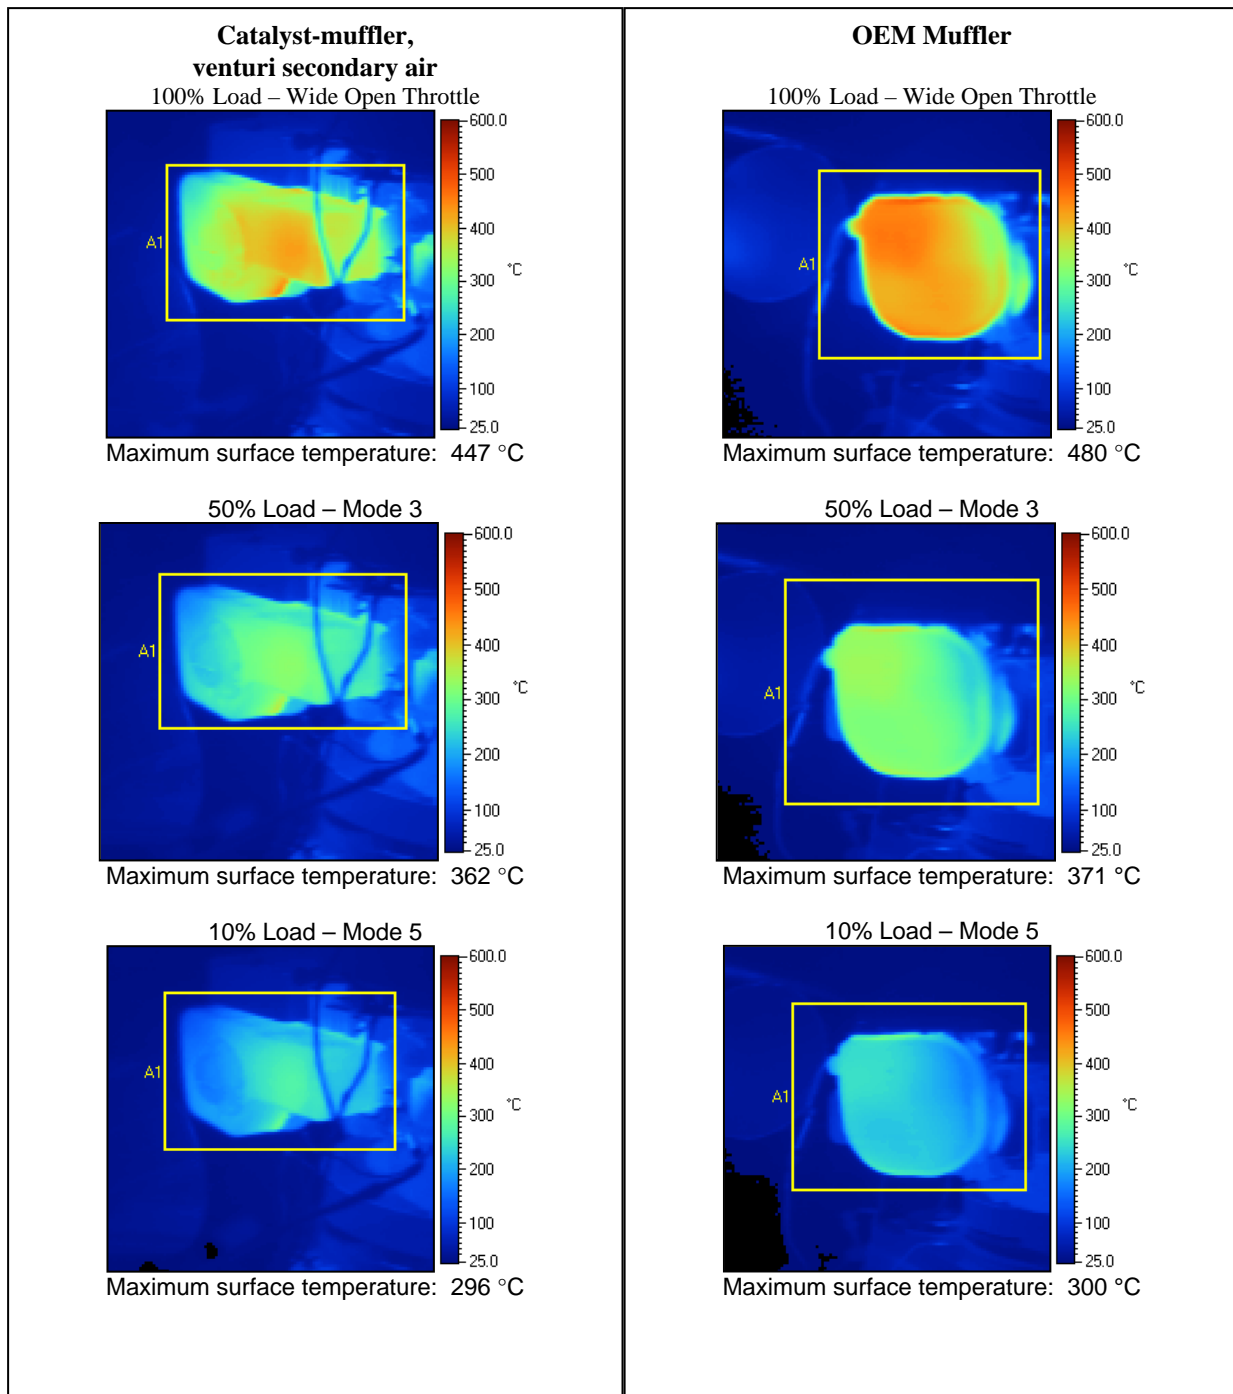 Catalyst-muffler,
venturi secondary air
100% Load – Wide Open Throttle
600.0
500
400
300
200
100
25.0
°C
A1
Maximum surface temperature: 447 °C
50% Load – Mode 3
600.0
500
400
300
200
100
25.0
°C
A1
Maximum surface temperature: 362 °C
10% Load – Mode 5
600.0
500
400
300
200
100
25.0
°C
A1
Maximum surface temperature: 296 °C
OEM Muffler
100% Load – Wide Open Throttle
600.0
500
400
300
200
100
25.0
°C
A1
Maximum surface temperature: 480 °C
50% Load – Mode 3
600.0
500
400
300
200
100
25.0
°C
A1
Maximum surface temperature: 371 °C
10% Load – Mode 5
600.0
500
400
300
200
100
25.0
°C
A1
Maximum surface temperature: 300 °C